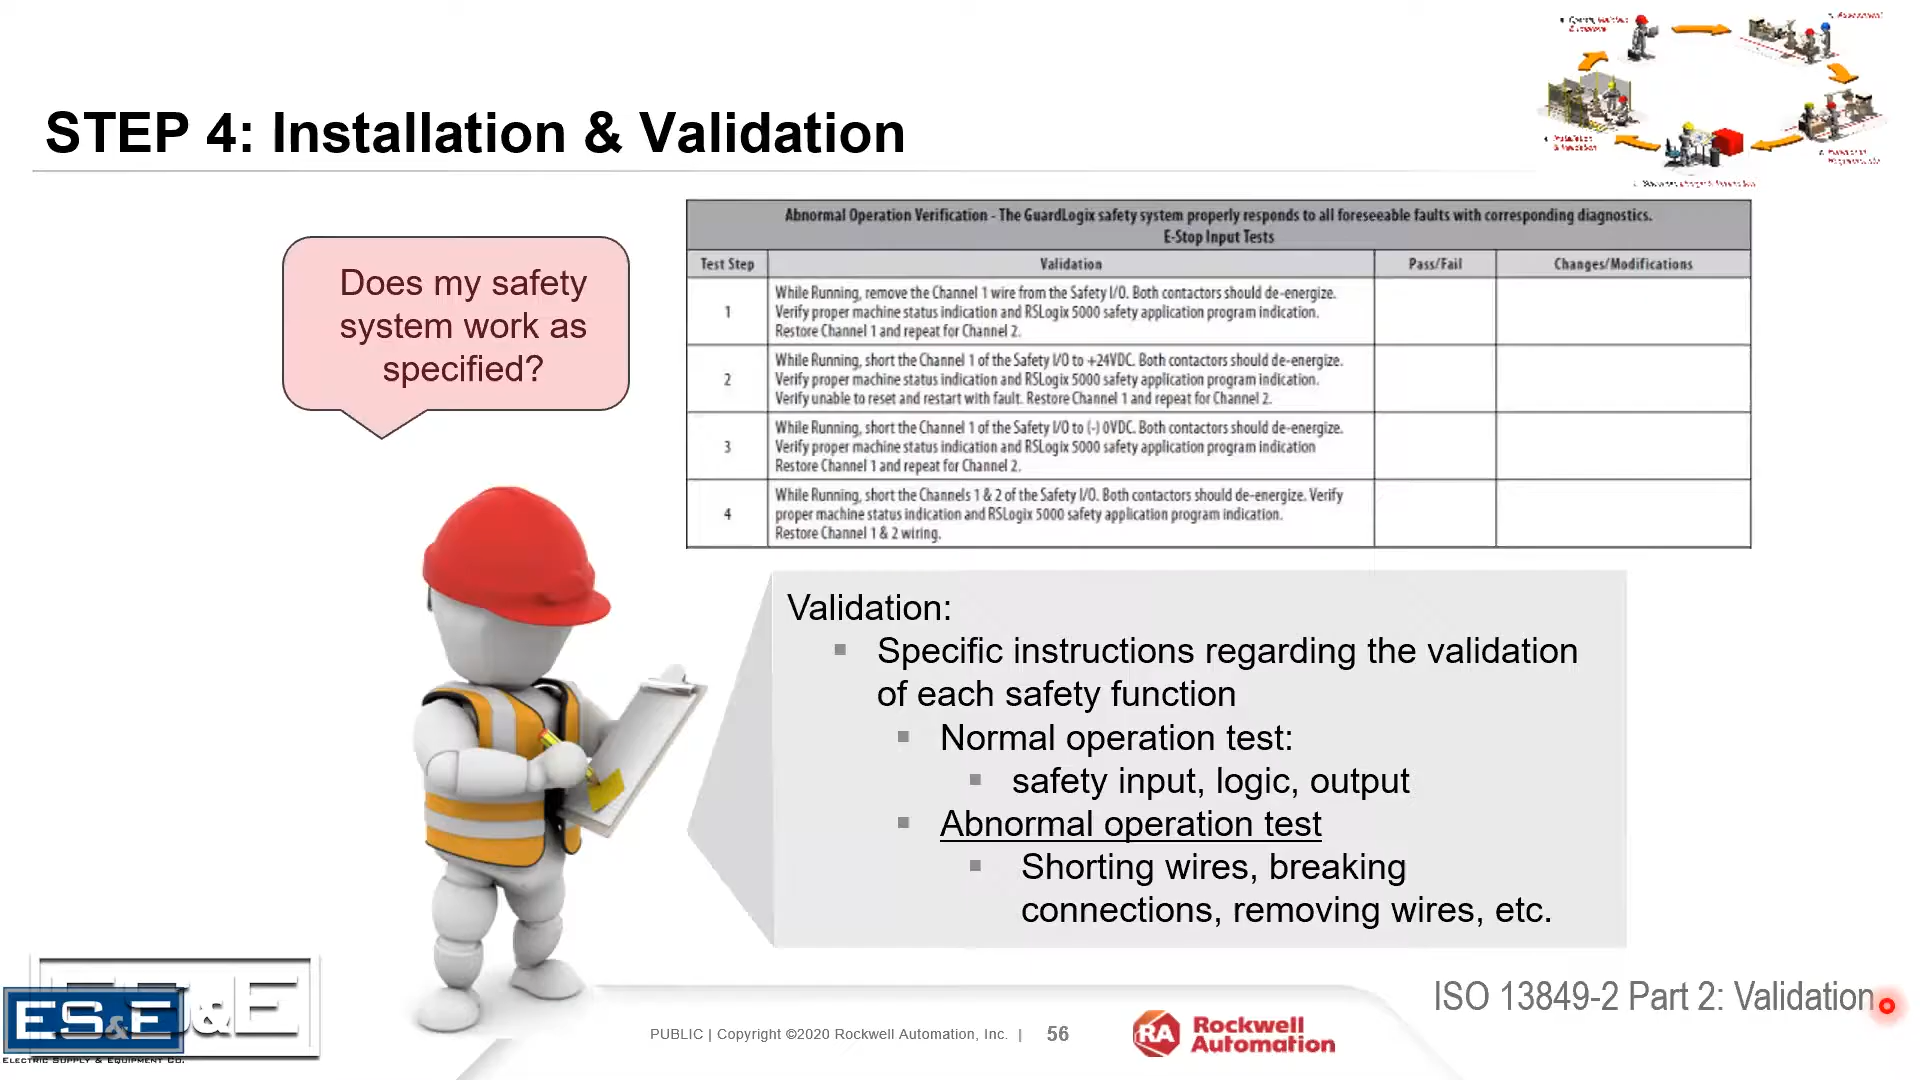 STEP 4: Installation & Validation
& Improve
Does my safety
system work as
specified?
Abnormal Operation Verification - The GuardLogix safety system properly responds to all foreseeable faults with corresponding diagnostics.
E-Stop Input Tests
Test Step Validation Pass/Fail Changes/Modifications
1
While Running, remove the Channel 1 wire from the Safety I/O. Both contactors should de-energize.
Verify proper machine status indication and RSLogix 5000 safety application program indication.
Restore Channel 1 and repeat for Channel 2.
2
While Running, short the Channel 1 of the Safety I/O to +24VDC. Both contactors should de-energize.
Verify proper machine status indication and RSLogix 5000 safety application program indication.
Verify unable to reset and restart with fault. Restore Channel 1 and repeat for Channel 2.
3
While Running, short the Channel 1 of the Safety I/O to (-) 0VDC. Both contactors should de-energize.
Verify proper machine status indication and RSLogix 5000 safety application program indication
Restore Channel 1 and repeat for Channel 2.
4
While Running, short the Channels 1 & 2 of the Safety I/O. Both contactors should de-energize. Verify
proper machine status indication and RSLogix 5000 safety application program indication.
Restore Channel 1 & 2 wiring.
Validation:
Specific instructions regarding the validation
of each safety function
Normal operation test:
safety input, logic, output
Abnormal operation test
Shorting wires, breaking
connections, removing wires, etc.
ISO 13849-2 Part 2: Validation
ES&E
Electric Supply & Equipment Co.
PUBLIC | Copyright ©2020 Rockwell Automation, Inc. | 56
RA Rockwell
Automation